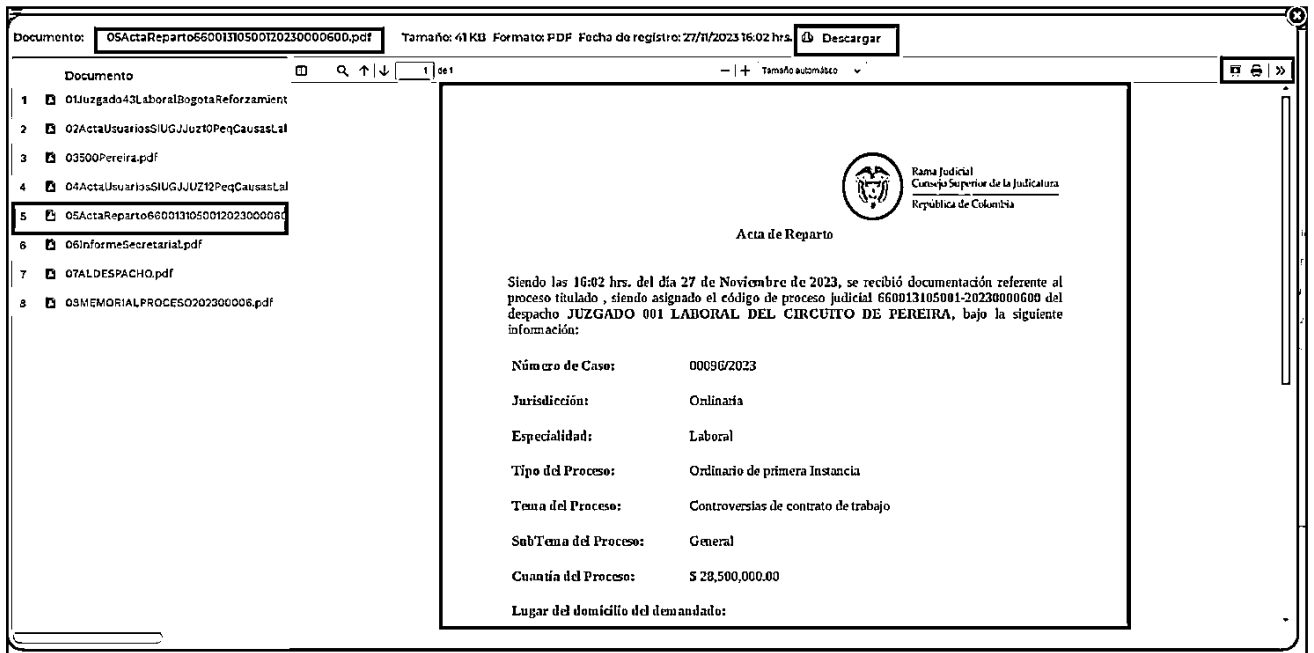 Documento: 05ActaReparto66001310500120230000600.pdf Tamaño: 41 KB Formato: PDF Fecha de registro: 27/11/2023 16:02 hrs. Descargar
Documento
1 de 1
Tamaño automático
1 01Juzgado43LaboralBogotaReforzamient
2 02ActaUsuariosSIUGJJuz10PeqCausasLal
3 03500Pereira.pdf
4 04ActaUsuariosSIUGJJUZ12PeqCausasLal
5 05ActaReparto6600131050012023000060
6 06InformeSecretarial.pdf
7 07ALDESPACHO.pdf
8 08MEMORIALPROCESO202300006.pdf
Rama Judicial
Consejo Superior de la Judicatura
República de Colombia
Acta de Reparto
Siendo las 16:02 hrs. del día 27 de Noviembre de 2023, se recibió documentación referente al
proceso titulado , siendo asignado el código de proceso judicial 660013105001-20230000600 del
despacho JUZGADO 001 LABORAL DEL CIRCUITO DE PEREIRA, bajo la siguiente
información:
Número de Caso: 00096/2023
Jurisdicción: Ordinaria
Especialidad: Laboral
Tipo del Proceso: Ordinario de primera Instancia
Tema del Proceso: Controversias de contrato de trabajo
SubTema del Proceso: General
Cuantía del Proceso: $ 28,500,000.00
Lugar del domicilio del demandado: